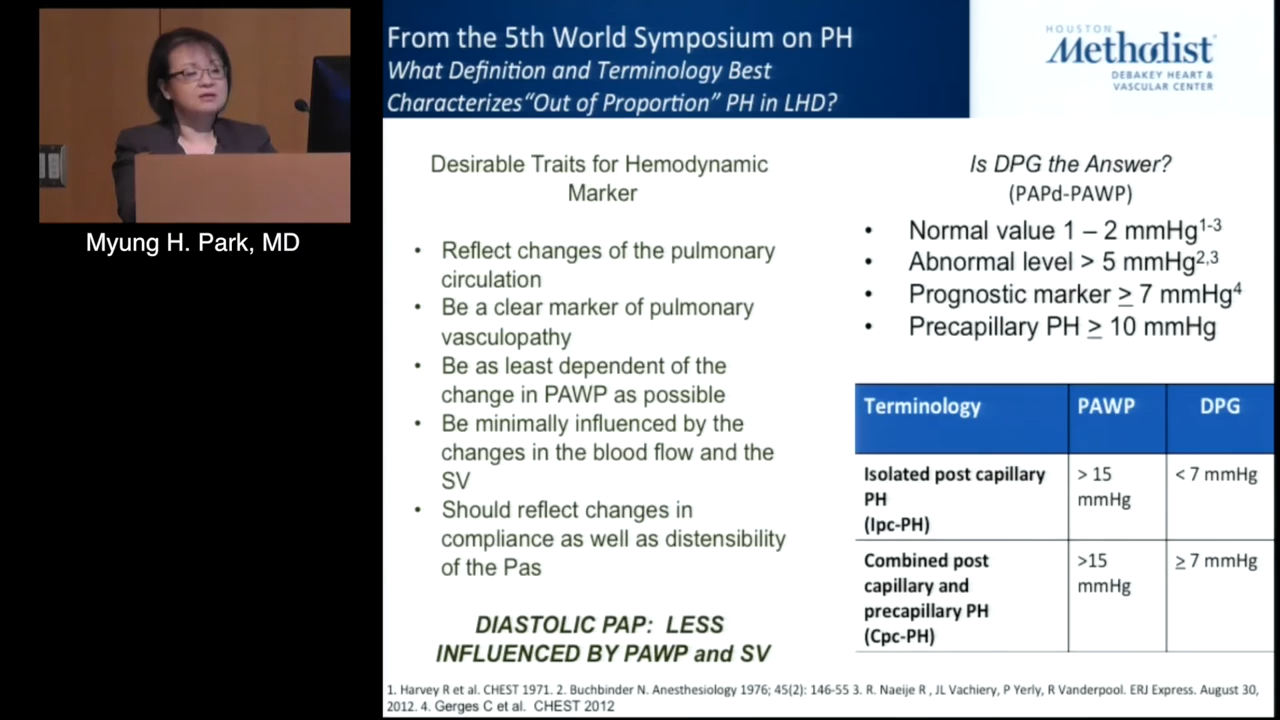 Myung H. Park, MD
From the 5th World Symposium on PH
What Definition and Terminology Best
Characterizes“Out of Proportion” PH in LHD?
HOUSTON
Methodist
DEBAKEY HEART &
VASCULAR CENTER
Desirable Traits for Hemodynamic
Marker
• Reflect changes of the pulmonary
circulation
• Be a clear marker of pulmonary
vasculopathy
• Be as least dependent of the
change in PAWP as possible
• Be minimally influenced by the
changes in the blood flow and the
SV
• Should reflect changes in
compliance as well as distensibility
of the Pas
DIASTOLIC PAP: LESS
INFLUENCED BY PAWP and SV
Is DPG the Answer?
(PAPd-PAWP)
• Normal value 1 – 2 mmHg1-3
• Abnormal level > 5 mmHg2,3
• Prognostic marker ≥ 7 mmHg4
• Precapillary PH ≥ 10 mmHg
Terminology PAWP DPG
Isolated post capillary
PH
(Ipc-PH)
> 15
mmHg
< 7 mmHg
Combined post
capillary and
precapillary PH
(Cpc-PH)
>15
mmHg
≥ 7 mmHg
1. Harvey R et al. CHEST 1971. 2. Buchbinder N. Anesthesiology 1976; 45(2): 146-55 3. R. Naeije R , JL Vachiery, P Yerly, R Vanderpool. ERJ Express. August 30,
2012. 4. Gerges C et al. CHEST 2012